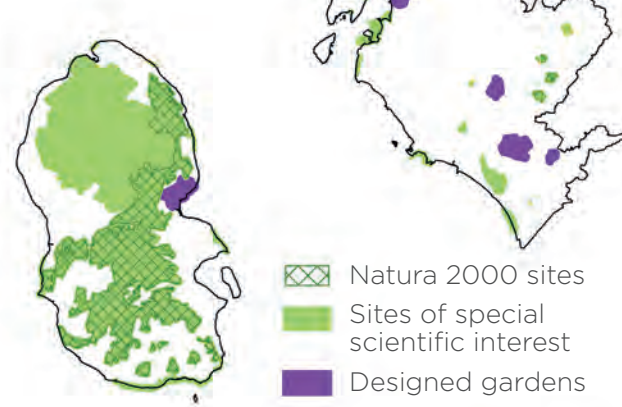 Natura 2000 sites
Sites of special
scientific interest
Designed gardens